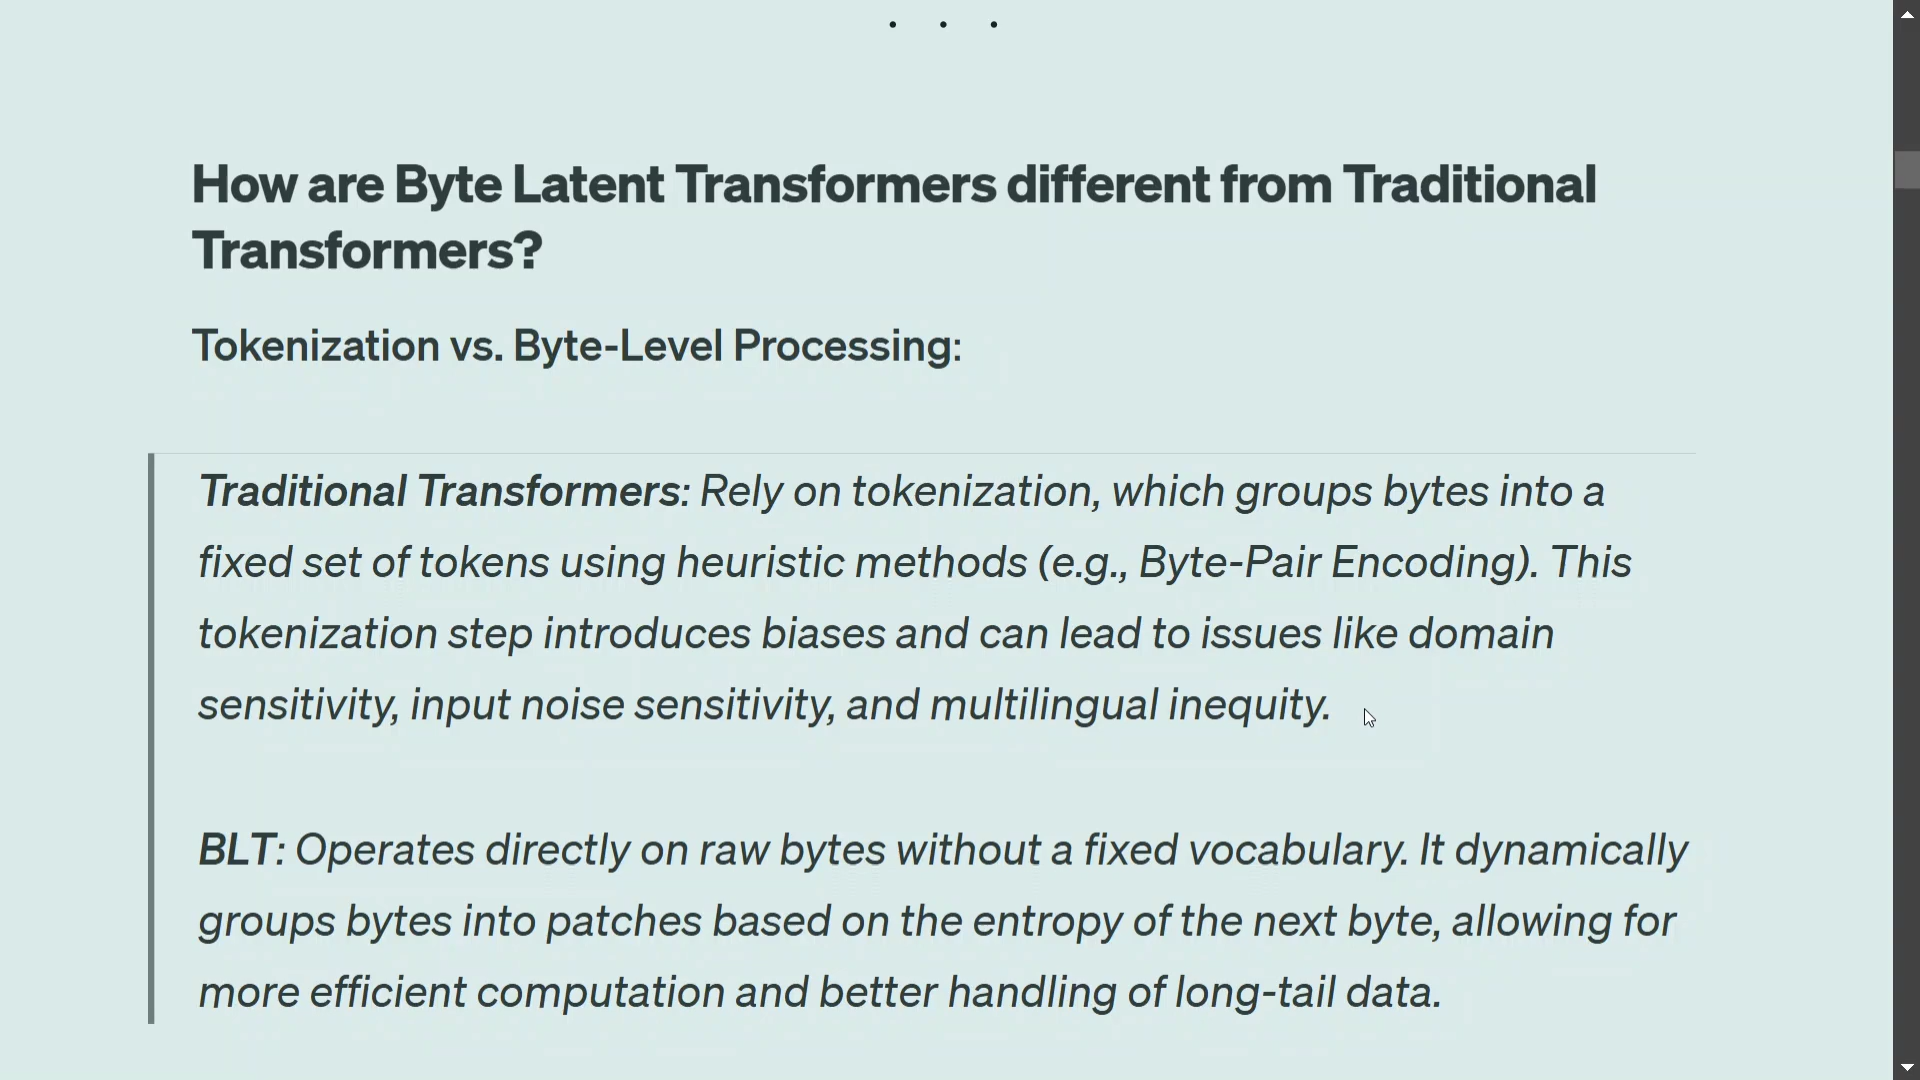 How are Byte Latent Transformers different from Traditional
Transformers?
Tokenization vs. Byte-Level Processing:
Traditional Transformers: Rely on tokenization, which groups bytes into a
fixed set of tokens using heuristic methods (e.g., Byte-Pair Encoding). This
tokenization step introduces biases and can lead to issues like domain
sensitivity, input noise sensitivity, and multilingual inequity.
BLT: Operates directly on raw bytes without a fixed vocabulary. It dynamically
groups bytes into patches based on the entropy of the next byte, allowing for
more efficient computation and better handling of long-tail data.